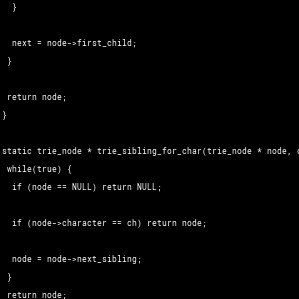 }
next = node->first_child;
}
return node;
}
static trie_node * trie_sibling_for_char(trie_node * node,
while(true) {
if (node == NULL) return NULL;
if (node->character == ch) return node;
node = node->next_sibling;
}
return node;